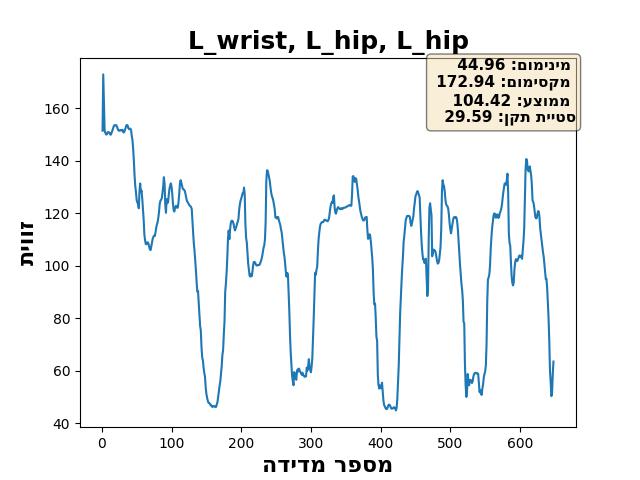 L_wrist, L_hip, L_hip
מינימום: 44.96
מקסימום: 172.94
ממוצע: 104.42
סטיית תקן: 29.59
זווית
160
140
120
100
80
60
40
0 100 200 300 400 500 600
מספר מדידה